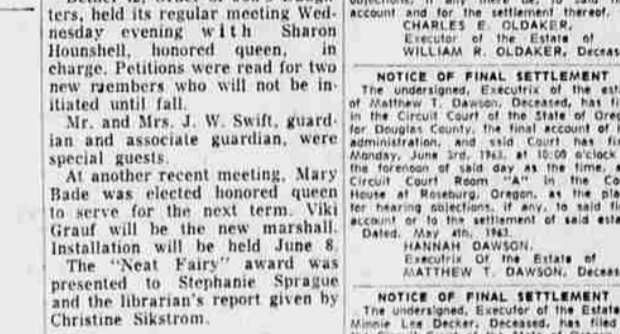 ters, held its regular meeting Wed-
nesday evening with Sharon
Hounshell, honored queen, in
charge. Petitions were read for two
new members who will not be in-
itiated until fall.
Mr. and Mrs. J. W. Swift, guard-
ian and associate guardian, were
special guests.
At another recent meeting, Mary
Bade was elected honored queen
to serve for the next term. Viki
Grauf will be the new marshall.
Installation will be held June 8.
The "Neat Fairy" award was
presented to Stephanie Sprague
and the librarian's report given by
Christine Sikstrom.
account and for the settlement thereof.
CHARLES E. OLDAKER,
Executor of the Estate of
WILLIAM R. OLDAKER, Deceas
NOTICE OF FINAL SETTLEMENT
The undersigned, Executrix of the est
of Matthew T. Dawson, Deceased, has fi
in the Circuit Court of the State of Oreg
for Douglas County, the final account of
administration, and said Court has fix
Monday, June 3rd, 1963, at 10:00 o'clock
the forenoon of said day as the time, a
Circuit Court Room "A" in the Co
House at Roseburg, Oregon, as the pla
for hearing objections, if any, to said fi
account or to the settlement of said esta
Dated, May 4th, 1963.
HANNAH DAWSON,
Executrix Of the Estate of
MATTHEW T. DAWSON, Deceas
NOTICE OF FINAL SETTLEMENT
The undersigned, Executor of the Estate
Minnie Lee Decker, Deceased, has filed